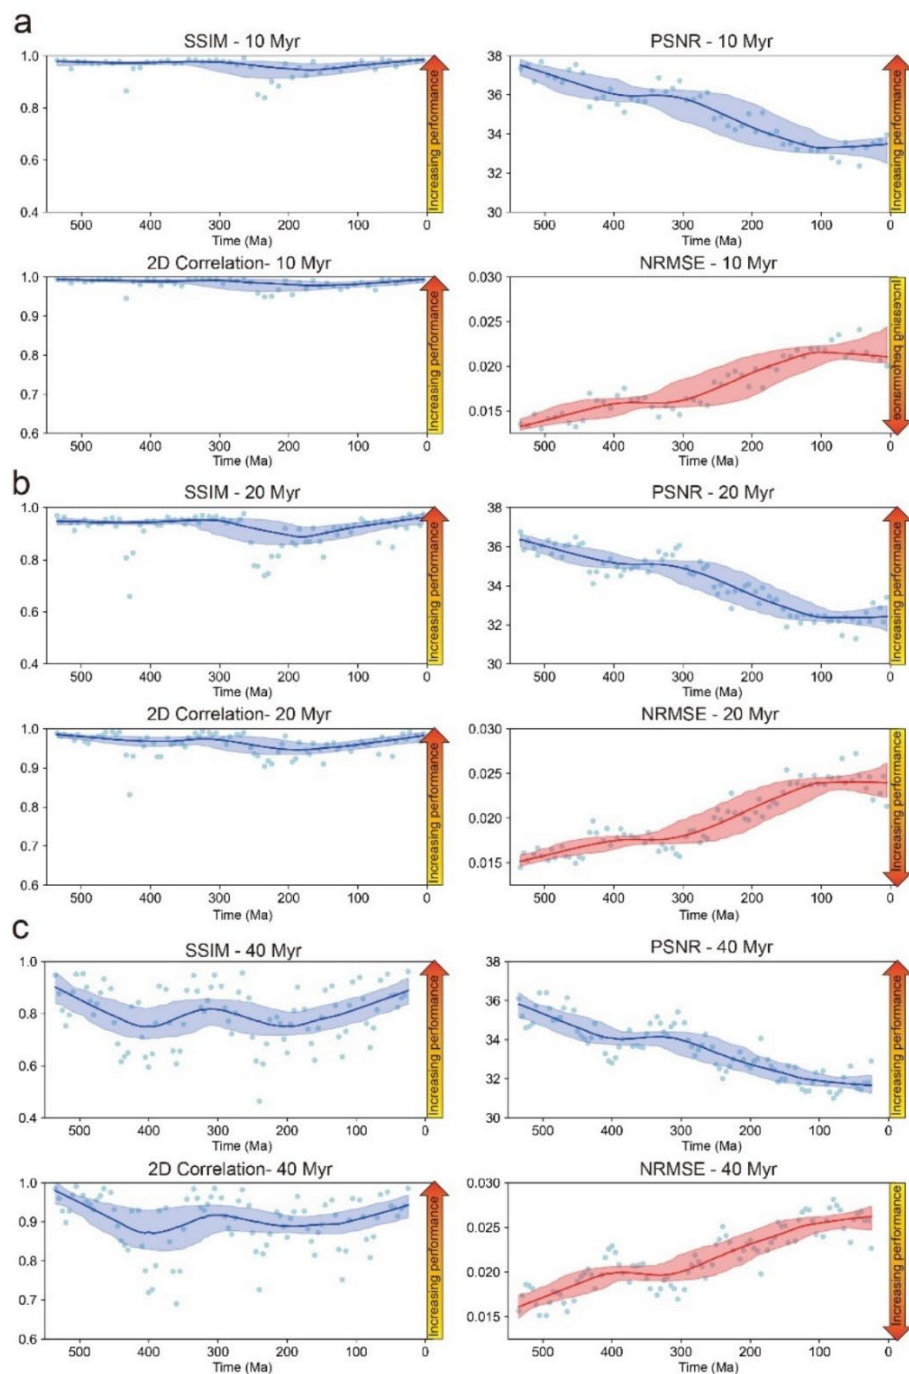 a
SSIM - 10 Myr
1.0
0.8
0.6
0.4
500 400 300 200 100 0
Time (Ma)
Increasing performance
PSNR - 10 Myr
38
36
34
32
30
500 400 300 200 100 0
Time (Ma)
Increasing performance
2D Correlation- 10 Myr
1.0
0.9
0.8
0.7
0.6
500 400 300 200 100 0
Time (Ma)
Increasing performance
NRMSE - 10 Myr
0.030
0.025
0.020
0.015
500 400 300 200 100 0
Time (Ma)
Increasing performance
b
SSIM - 20 Myr
1.0
0.8
0.6
0.4
500 400 300 200 100 0
Time (Ma)
Increasing performance
PSNR - 20 Myr
38
36
34
32
30
500 400 300 200 100 0
Time (Ma)
Increasing performance
2D Correlation- 20 Myr
1.0
0.9
0.8
0.7
0.6
500 400 300 200 100 0
Time (Ma)
Increasing performance
NRMSE - 20 Myr
0.030
0.025
0.020
0.015
500 400 300 200 100 0
Time (Ma)
Increasing performance
c
SSIM - 40 Myr
1.0
0.8
0.6
0.4
500 400 300 200 100 0
Time (Ma)
Increasing performance
PSNR - 40 Myr
38
36
34
32
30
500 400 300 200 100 0
Time (Ma)
Increasing performance
2D Correlation- 40 Myr
1.0
0.9
0.8
0.7
0.6
500 400 300 200 100 0
Time (Ma)
Increasing performance
NRMSE - 40 Myr
0.030
0.025
0.020
0.015
500 400 300 200 100 0
Time (Ma)
Increasing performance